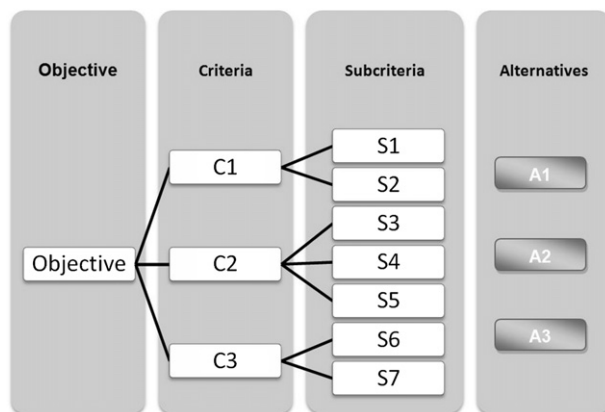 Objective
Criteria
Subcriteria
Alternatives
Objective
C1
C2
C3
S1
S2
S3
S4
S5
S6
S7
A1
A2
A3